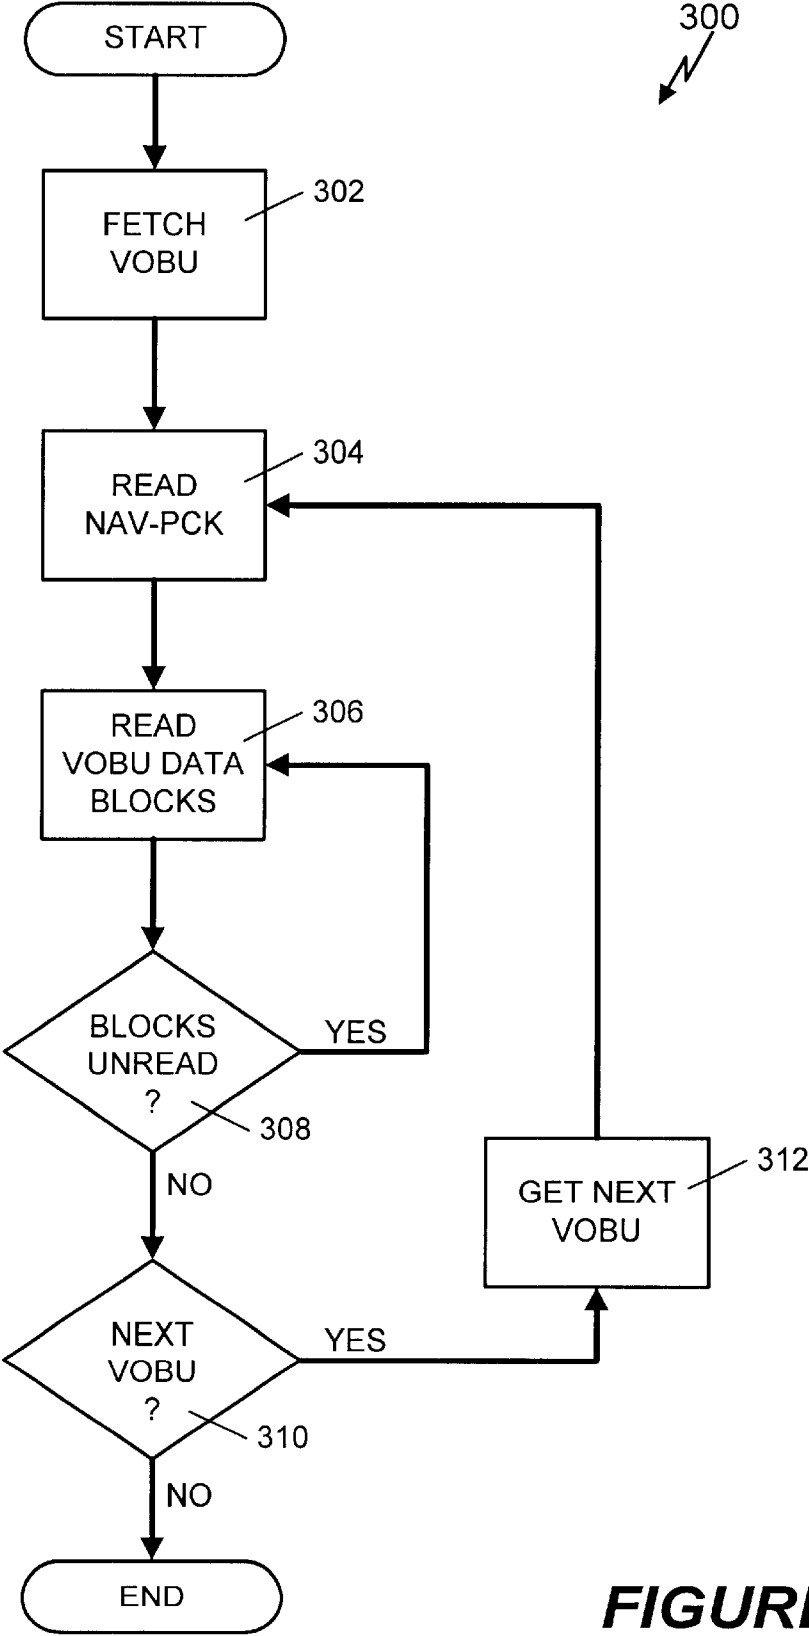 START
300
302
FETCH
VOBU
304
READ
NAV-PCK
306
READ
VOBU DATA
BLOCKS
BLOCKS
UNREAD
?
YES
308
NO
312
GET NEXT
VOBU
NEXT
VOBU
?
YES
310
NO
END
FIGUR